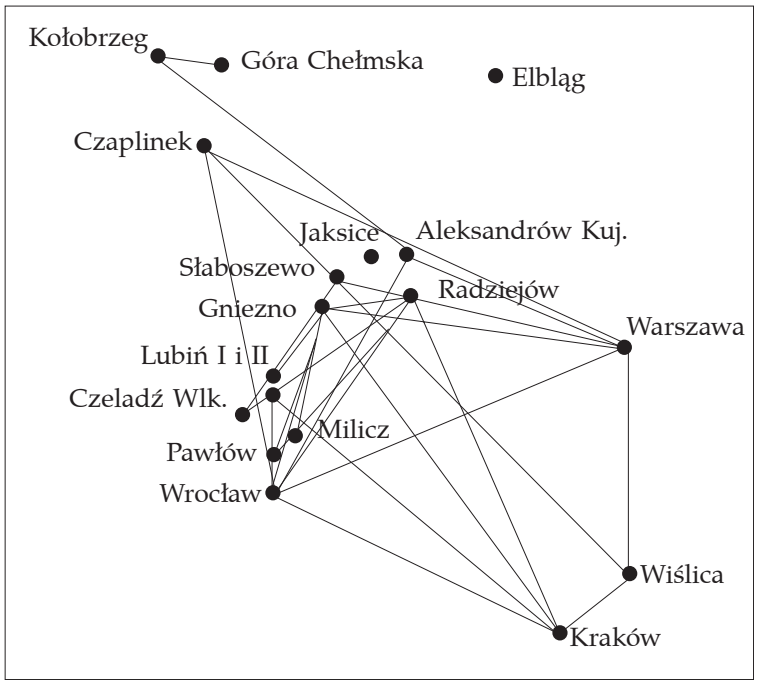 Kołobrzeg
Góra Chełmska
Elbląg
Czaplinek
Jaksice
Aleksandrów Kuj.
Słaboszewo
Radziejów
Gniezno
Warszawa
Lubiń I i II
Czeladź Wlk.
Milicz
Pawłów
Wrocław
Wiślica
Kraków